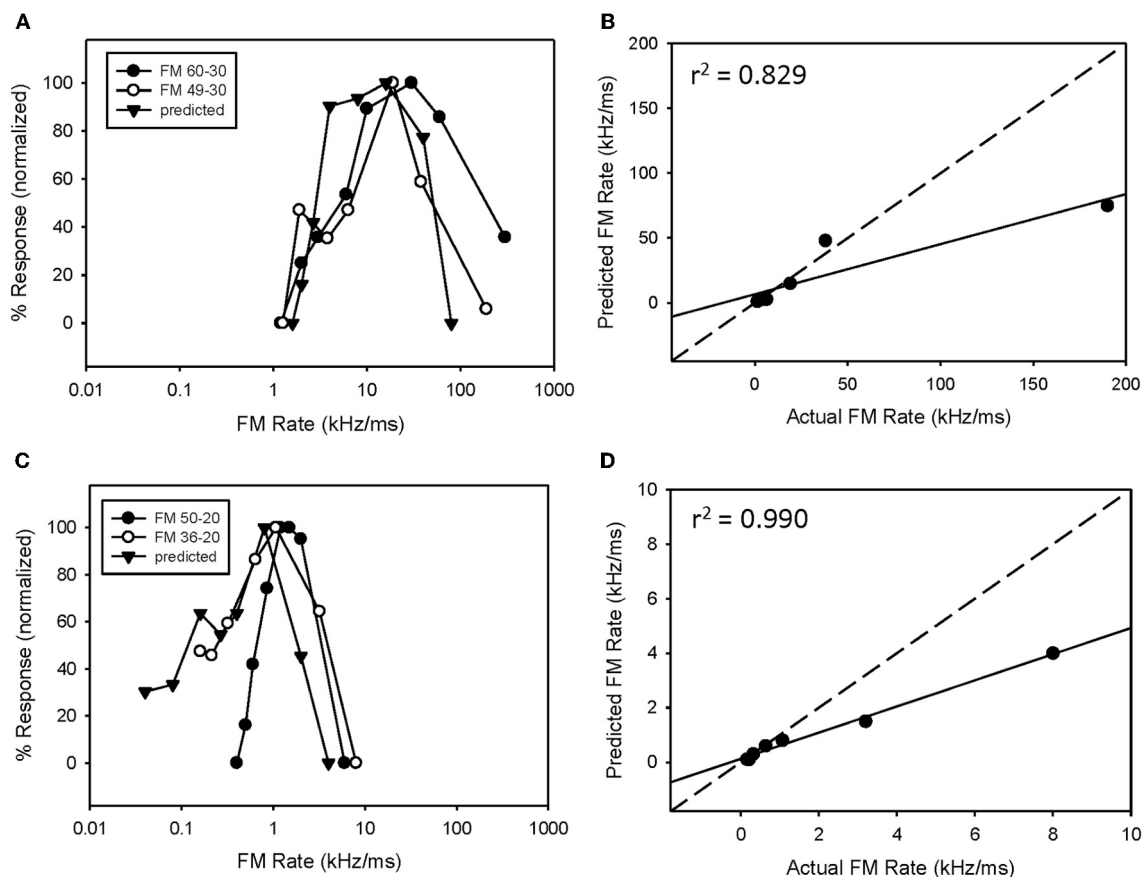 A
% Response (normalized)
100
80
60
40
20
0
FM 60-30
FM 49-30
predicted
0.01 0.1 1 10 100 1000
FM Rate (kHz/ms)
B
Predicted FM Rate (kHz/ms)
200
150
100
50
0
r² = 0.829
0 50 100 150 200
Actual FM Rate (kHz/ms)
C
% Response (normalized)
100
80
60
40
20
0
FM 50-20
FM 36-20
predicted
0.01 0.1 1 10 100 1000
FM Rate (kHz/ms)
D
Predicted FM Rate (kHz/ms)
10
8
6
4
2
0
r² = 0.990
0 2 4 6 8 10
Actual FM Rate (kHz/ms)